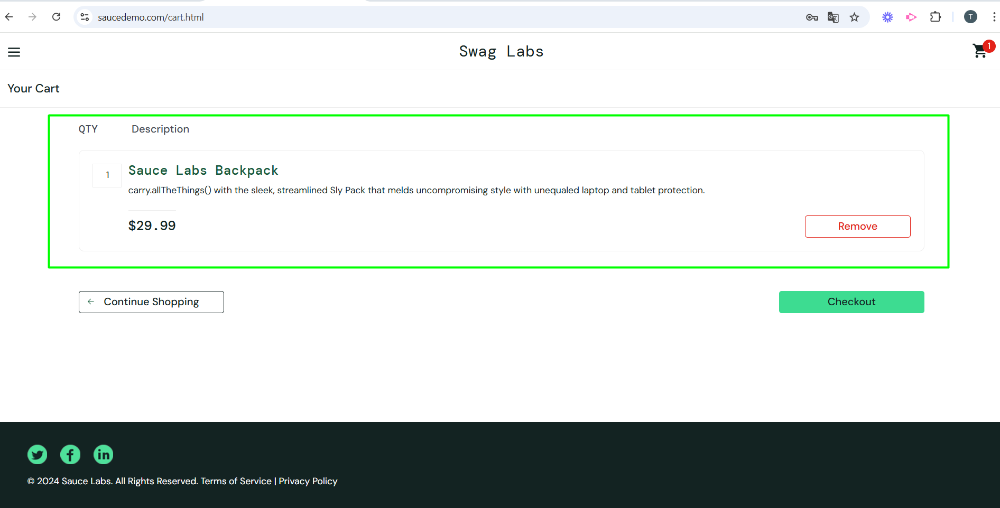 saucedemo.com/cart.html
T
Swag Labs
1
Your Cart
QTY Description
1
Sauce Labs Backpack
carry.allTheThings() with the sleek, streamlined Sly Pack that melds uncompromising style with unequaled laptop and tablet protection.
$29.99
Remove
Continue Shopping
Checkout
© 2024 Sauce Labs. All Rights Reserved. Terms of Service | Privacy Policy